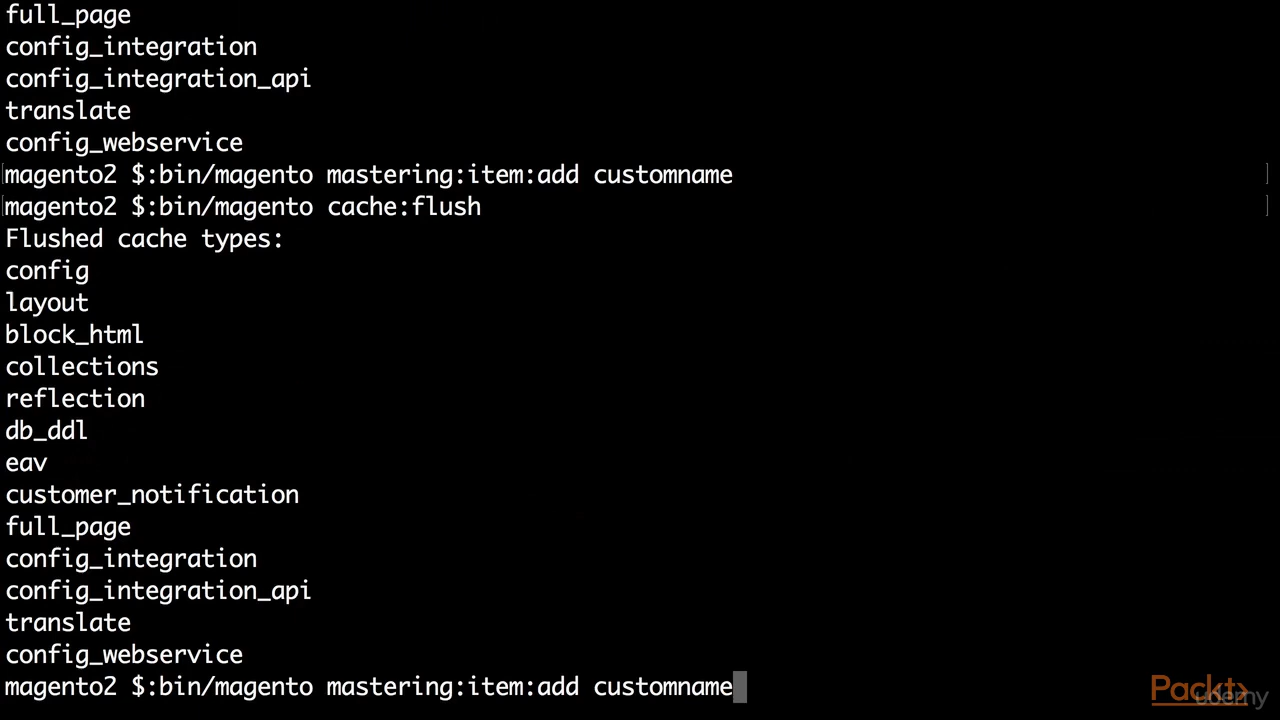 full_page
config_integration
config_integration_api
translate
config_webservice
[magento2 $:bin/magento mastering:item:add customname ]
[magento2 $:bin/magento cache:flush ]
Flushed cache types:
config
layout
block_html
collections
reflection
db_ddl
eav
customer_notification
full_page
config_integration
config_integration_api
translate
config_webservice
magento2 $:bin/magento mastering:item:add customname
Packt>
udemy